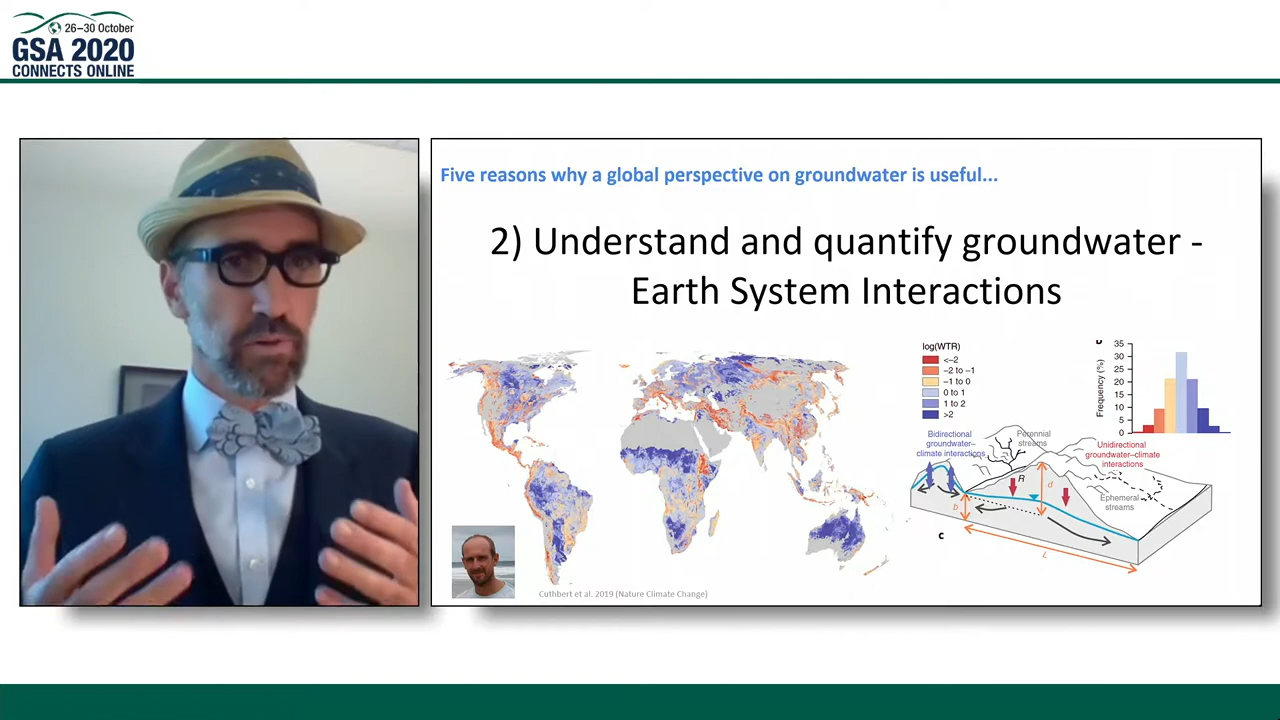 26–30 October
GSA 2020
CONNECTS ONLINE
Five reasons why a global perspective on groundwater is useful...
2) Understand and quantify groundwater -
Earth System Interactions
log(WTR)
<−2
−2 to −1
−1 to 0
0 to 1
1 to 2
>2
Frequency (%)
35
30
25
20
15
10
5
0
Bidirectional
groundwater–
climate interactions
Perennial
streams
Unidirectional
groundwater–climate
interactions
Ephemeral
streams
R
d
b
L
c
Cuthbert et al. 2019 (Nature Climate Change)